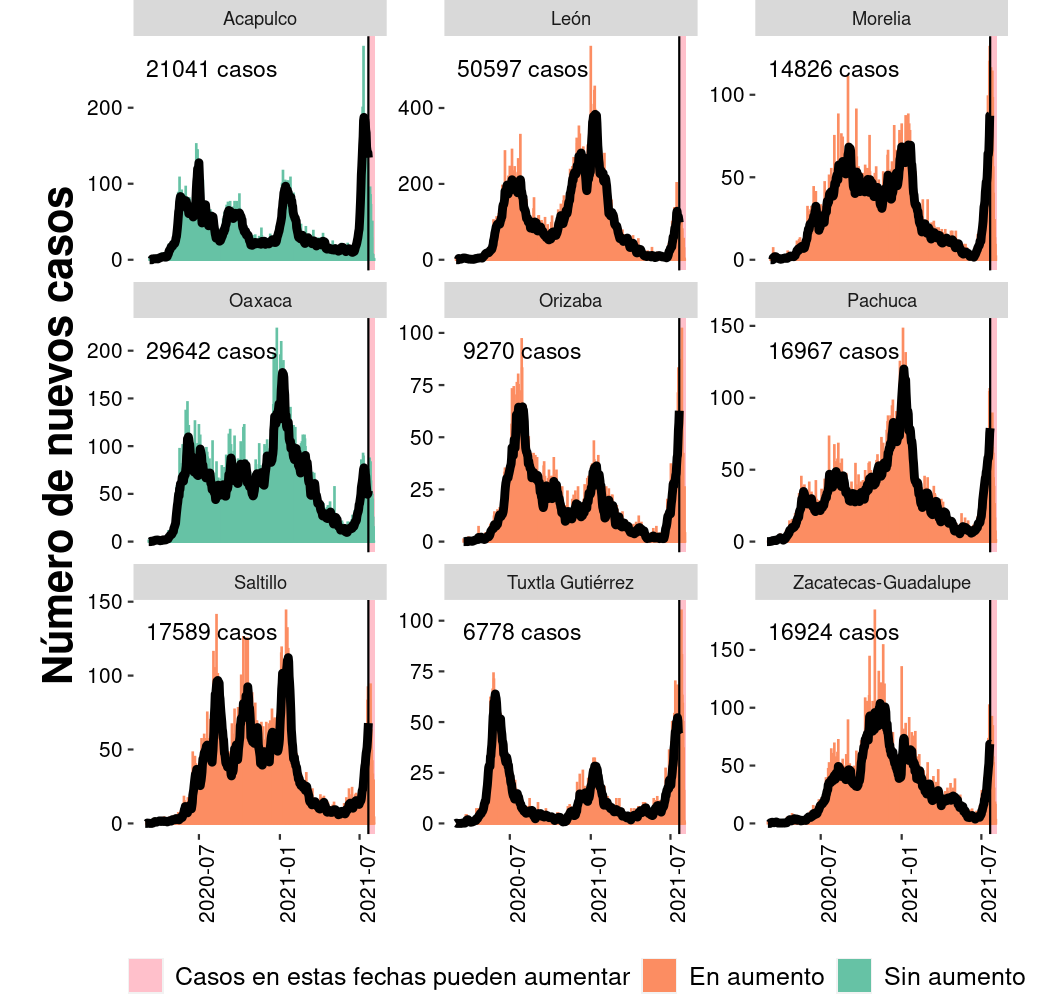 Número de nuevos casos
Acapulco
León
Morelia
21041 casos
50597 casos
14826 casos
200
100
0
400
200
0
100
50
0
Oaxaca
Orizaba
Pachuca
29642 casos
9270 casos
16967 casos
200
150
100
50
0
100
75
50
25
0
150
100
50
0
Saltillo
Tuxtla Gutiérrez
Zacatecas-Guadalupe
17589 casos
6778 casos
16924 casos
150
100
50
0
100
75
50
25
0
150
100
50
0
2020-07
2021-01
2021-07
2020-07
2021-01
2021-07
2020-07
2021-01
2021-07
Casos en estas fechas pueden aumentar
En aumento
Sin aumento